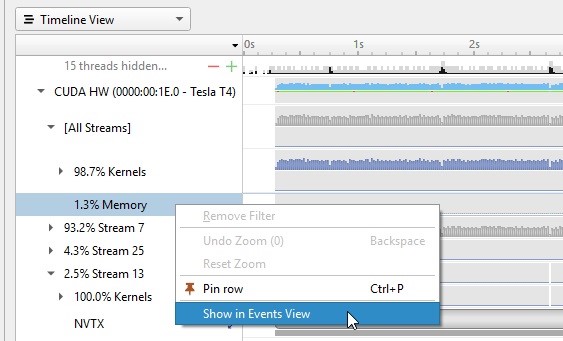 Timeline View
0s 1s 2s
15 threads hidden... − +
CUDA HW (0000:00:1E.0 - Tesla T4)
[All Streams]
98.7% Kernels
1.3% Memory
93.2% Stream 7
4.3% Stream 25
2.5% Stream 13
100.0% Kernels
NVTX
Remove Filter
Undo Zoom (0) Backspace
Reset Zoom
Pin row Ctrl+P
Show in Events View